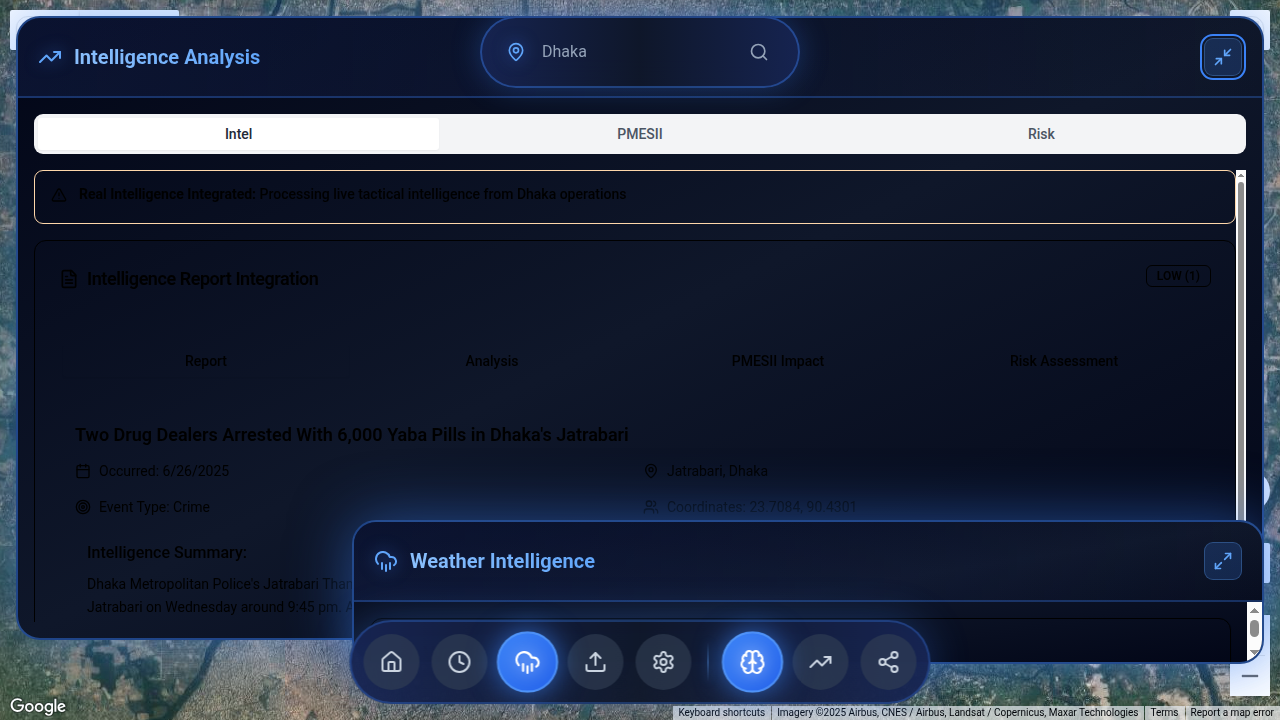 Intelligence Analysis
Dhaka
Intel
PMESII
Risk
Real Intelligence Integrated: Processing live tactical intelligence from Dhaka operations
Intelligence Report Integration
LOW (1)
Report
Analysis
PMESII Impact
Risk Assessment
Two Drug Dealers Arrested With 6,000 Yaba Pills in Dhaka's Jatrabari
Occurred: 6/26/2025
Jatrabari, Dhaka
Event Type: Crime
Coordinates: 23.7084, 90.4301
Intelligence Summary:
Dhaka Metropolitan Police's Jatrabari
Jatrabari on Wednesday around 9:45 pm.
Weather Intelligence
Google
Keyboard shortcuts
Imagery ©2025 Airbus, CNES / Airbus, Landsat / Copernicus, Maxar Technologies
Terms
Report a map error